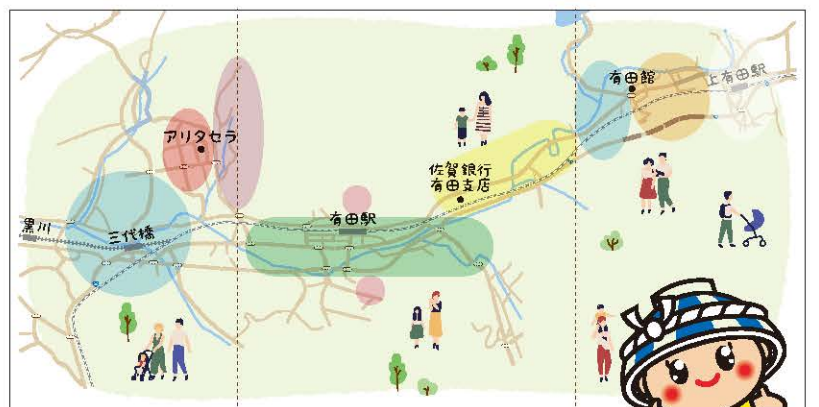 有田館
上有田駅
アリタセラ
佐賀銀行
有田支店
有田駅
黒川
三代橋